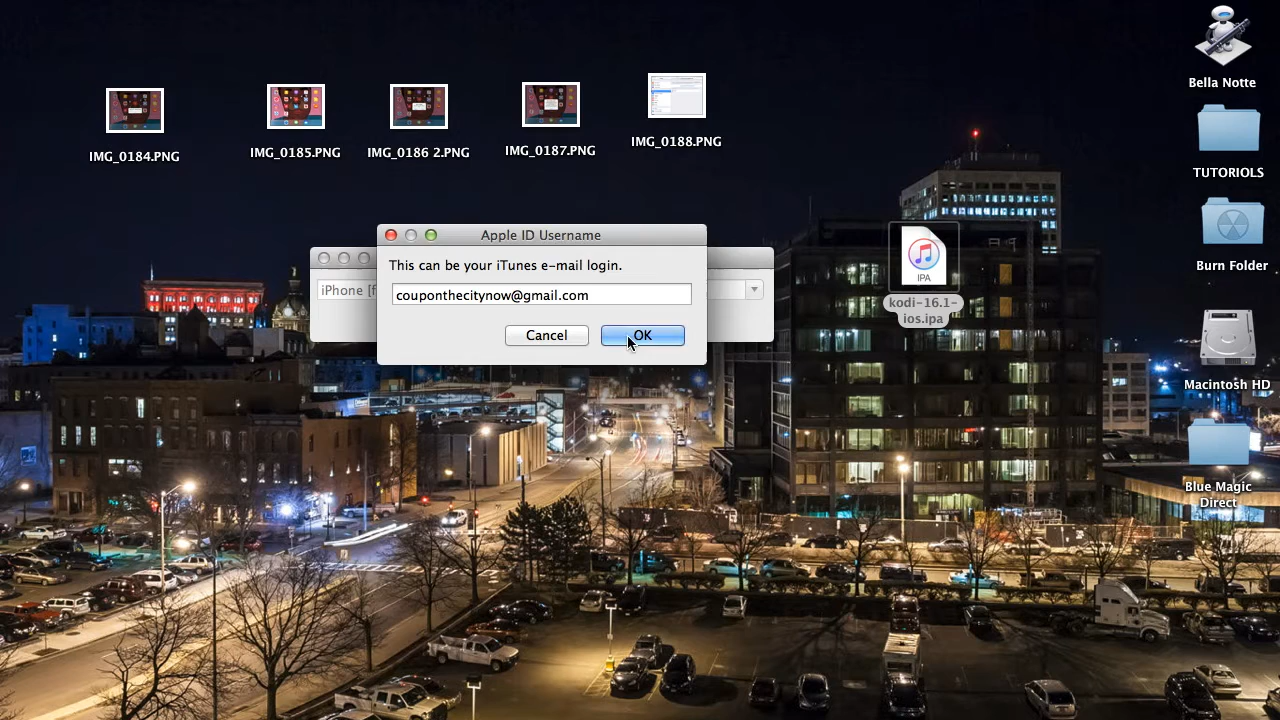 Bella Notte
IMG_0184.PNG
IMG_0185.PNG
IMG_0186 2.PNG
IMG_0187.PNG
IMG_0188.PNG
TUTORIOLS
Apple ID Username
This can be your iTunes e-mail login.
iPhone [f
couponthecitynow@gmail.com
Cancel
OK
IPA
kodi-16.1-
ios.ipa
Burn Folder
Macintosh HD
Blue Magic
Direct